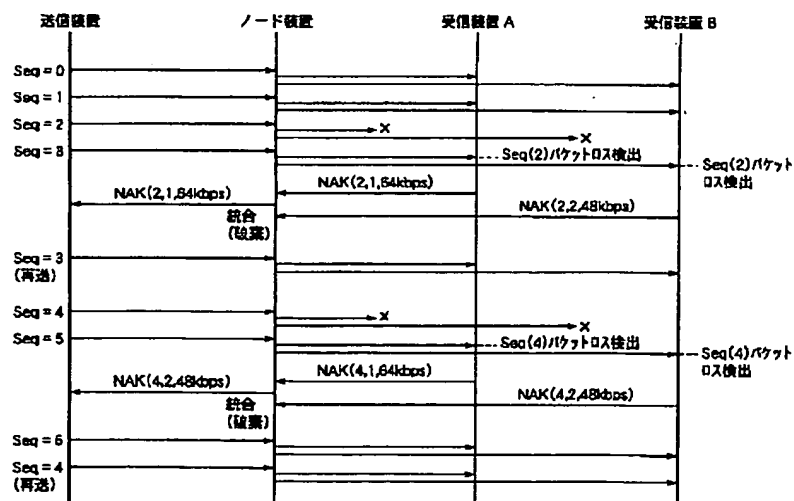 送信装置
ノード装置
受信装置 A
受信装置 B
Seq = 0
Seq = 1
Seq = 2
×
×
Seq = 3
Seq(2)パケットロス検出
Seq(2)パケット
ロス検出
NAK(2,1,64kbps)
NAK(2,1,64kbps)
統合
(破棄)
NAK(2,2,48kbps)
Seq = 3
(再送)
Seq = 4
×
×
Seq = 5
Seq(4)パケットロス検出
Seq(4)パケット
ロス検出
NAK(4,2,48kbps)
NAK(4,1,64kbps)
統合
(破棄)
NAK(4,2,48kbps)
Seq = 6
Seq = 4
(再送)